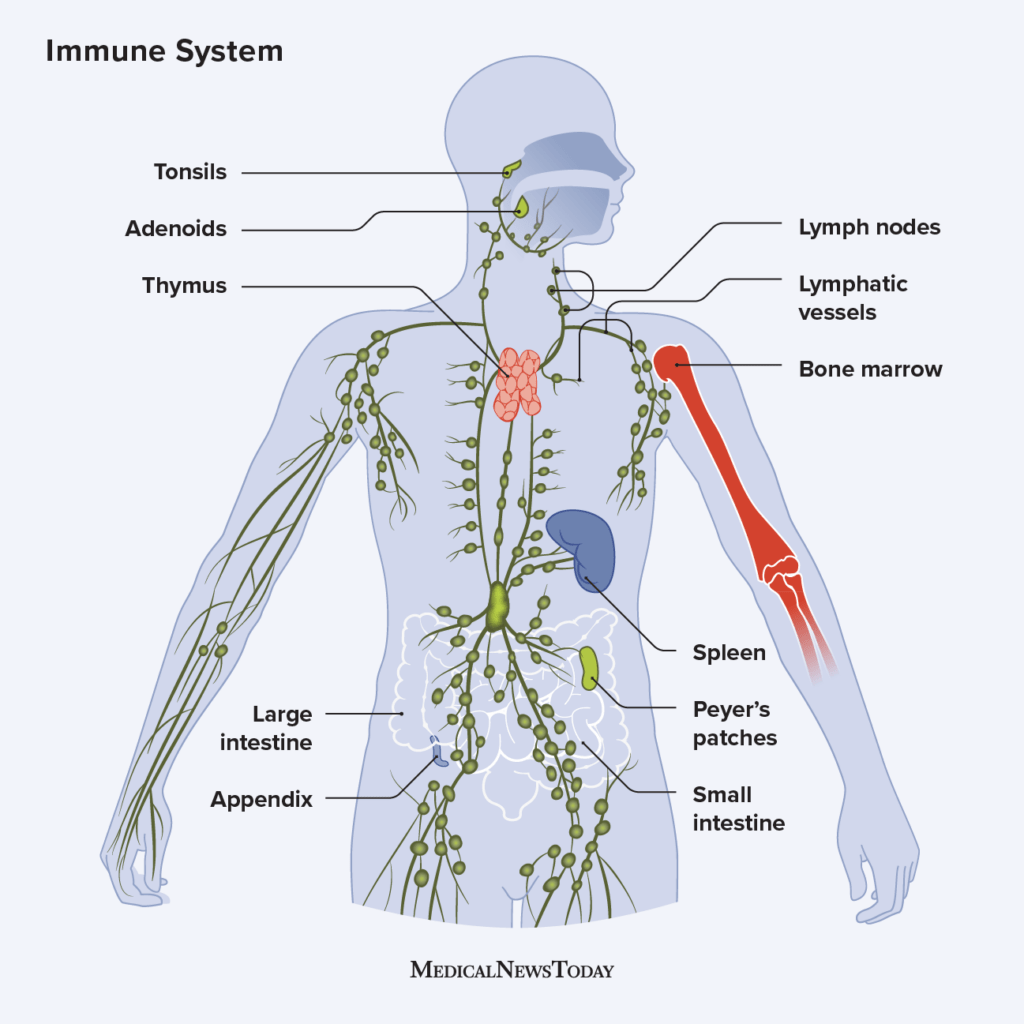 Immune System
Tonsils
Adenoids
Thymus
Lymph nodes
Lymphatic
vessels
Bone marrow
Spleen
Peyer's
patches
Small
intestine
Large
intestine
Appendix
MEDICALNEWSTODAY